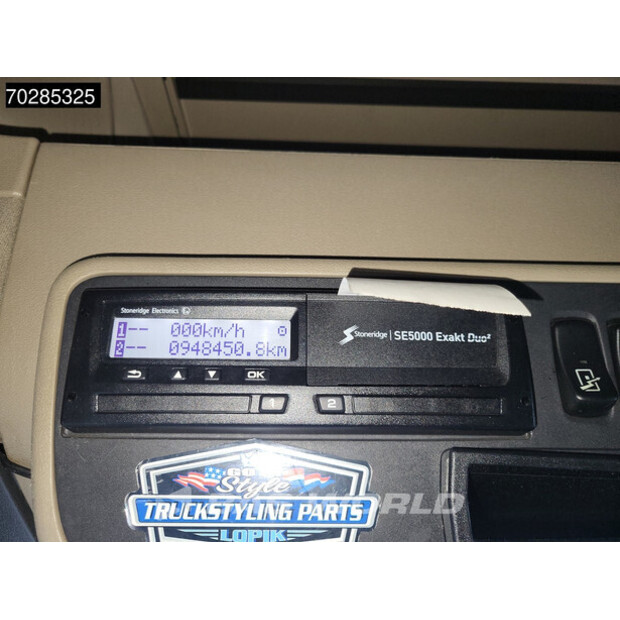 70285325
Stoneridge Electronics
1 -- 000km/h
2 -- 0948450.8km
Stoneridge | SE5000 Exakt Duo²
OK
1 2
Style
TRUCKSTYLING PARTS
LOPIK
WORLD